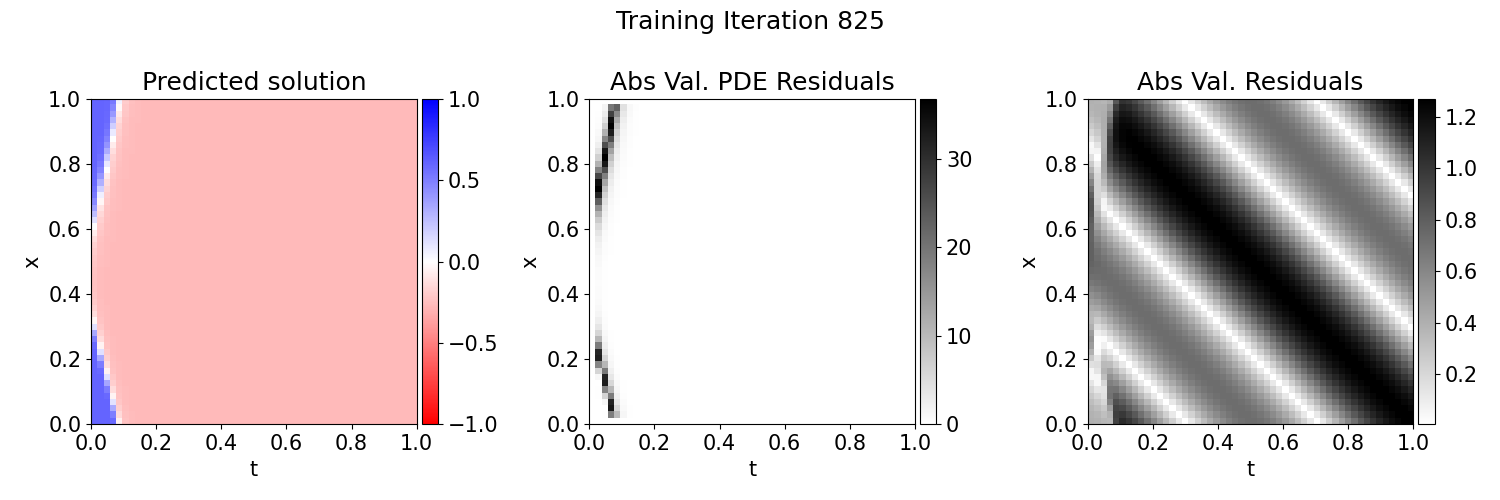 Training Iteration 825
Predicted solution
1.0
0.8
0.6
0.4
0.2
0.0
x
0.0 0.2 0.4 0.6 0.8 1.0
t
1.0
0.5
0.0
−0.5
−1.0
Abs Val. PDE Residuals
1.0
0.8
0.6
0.4
0.2
0.0
x
0.0 0.2 0.4 0.6 0.8 1.0
t
30
20
10
0
Abs Val. Residuals
1.0
0.8
0.6
0.4
0.2
0.0
x
0.0 0.2 0.4 0.6 0.8 1.0
t
1.2
1.0
0.8
0.6
0.4
0.2